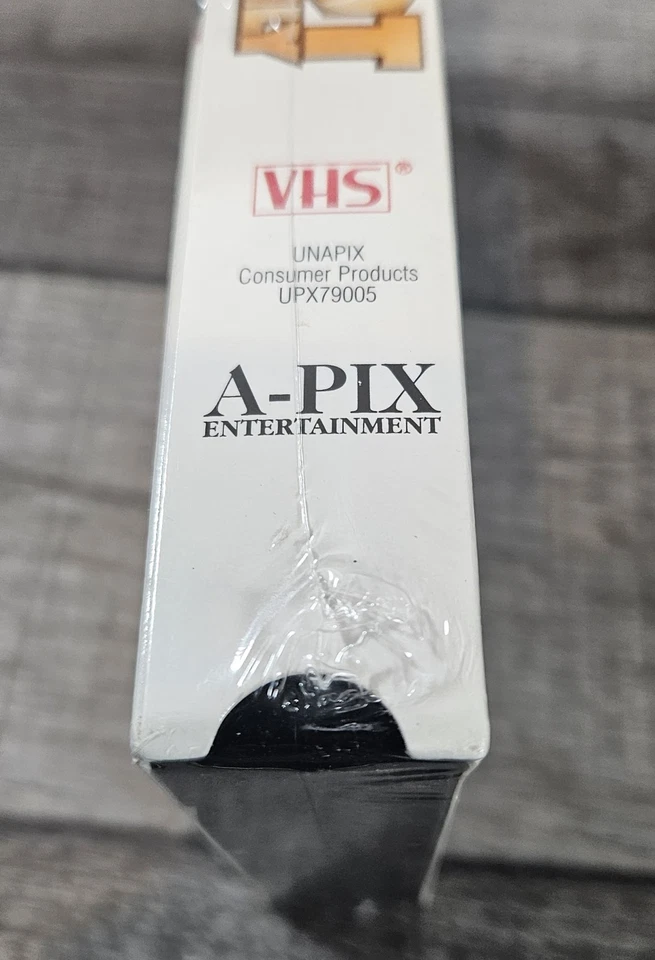 VHS®
UNAPIX
Consumer Products
UPX79005
A-PIX
ENTERTAINMENT